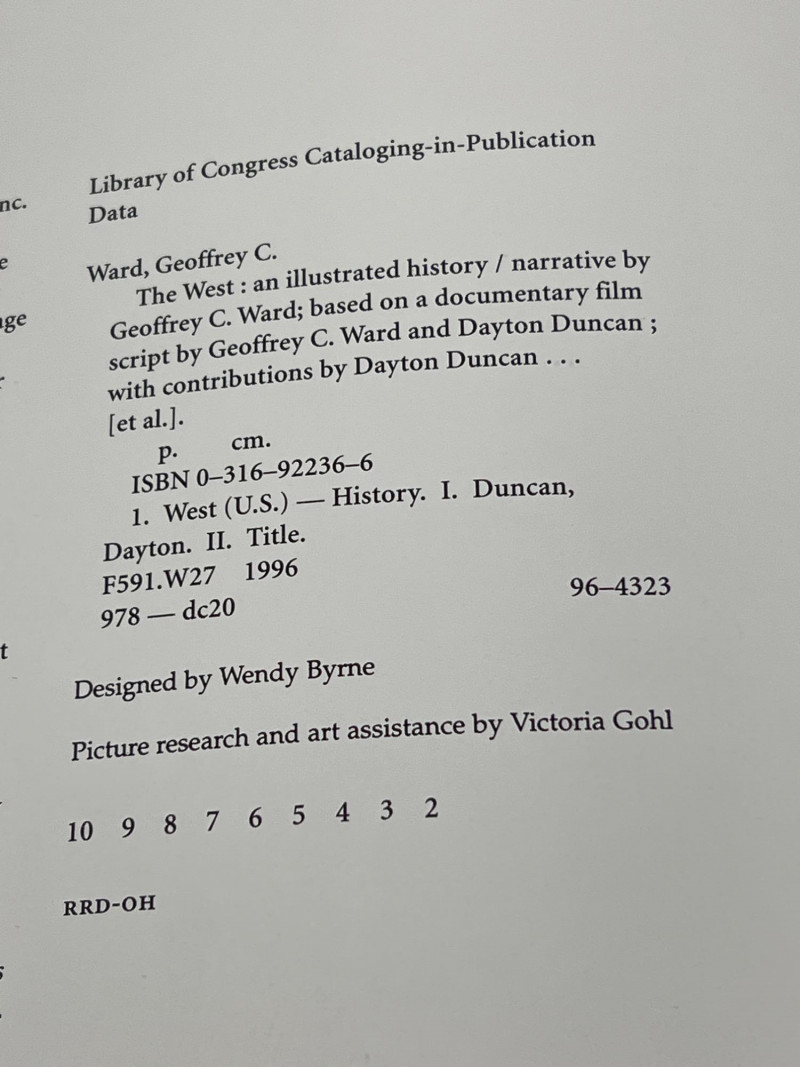 Library of Congress Cataloging-in-Publication
Data
Ward, Geoffrey C.
The West : an illustrated history / narrative by
Geoffrey C. Ward; based on a documentary film
script by Geoffrey C. Ward and Dayton Duncan ;
with contributions by Dayton Duncan . . .
[et al.].
p. cm.
ISBN 0–316–92236–6
1. West (U.S.) — History. I. Duncan,
Dayton. II. Title.
F591.W27 1996
978 — dc20 96–4323
Designed by Wendy Byrne
Picture research and art assistance by Victoria Gohl
10 9 8 7 6 5 4 3 2
RRD-OH